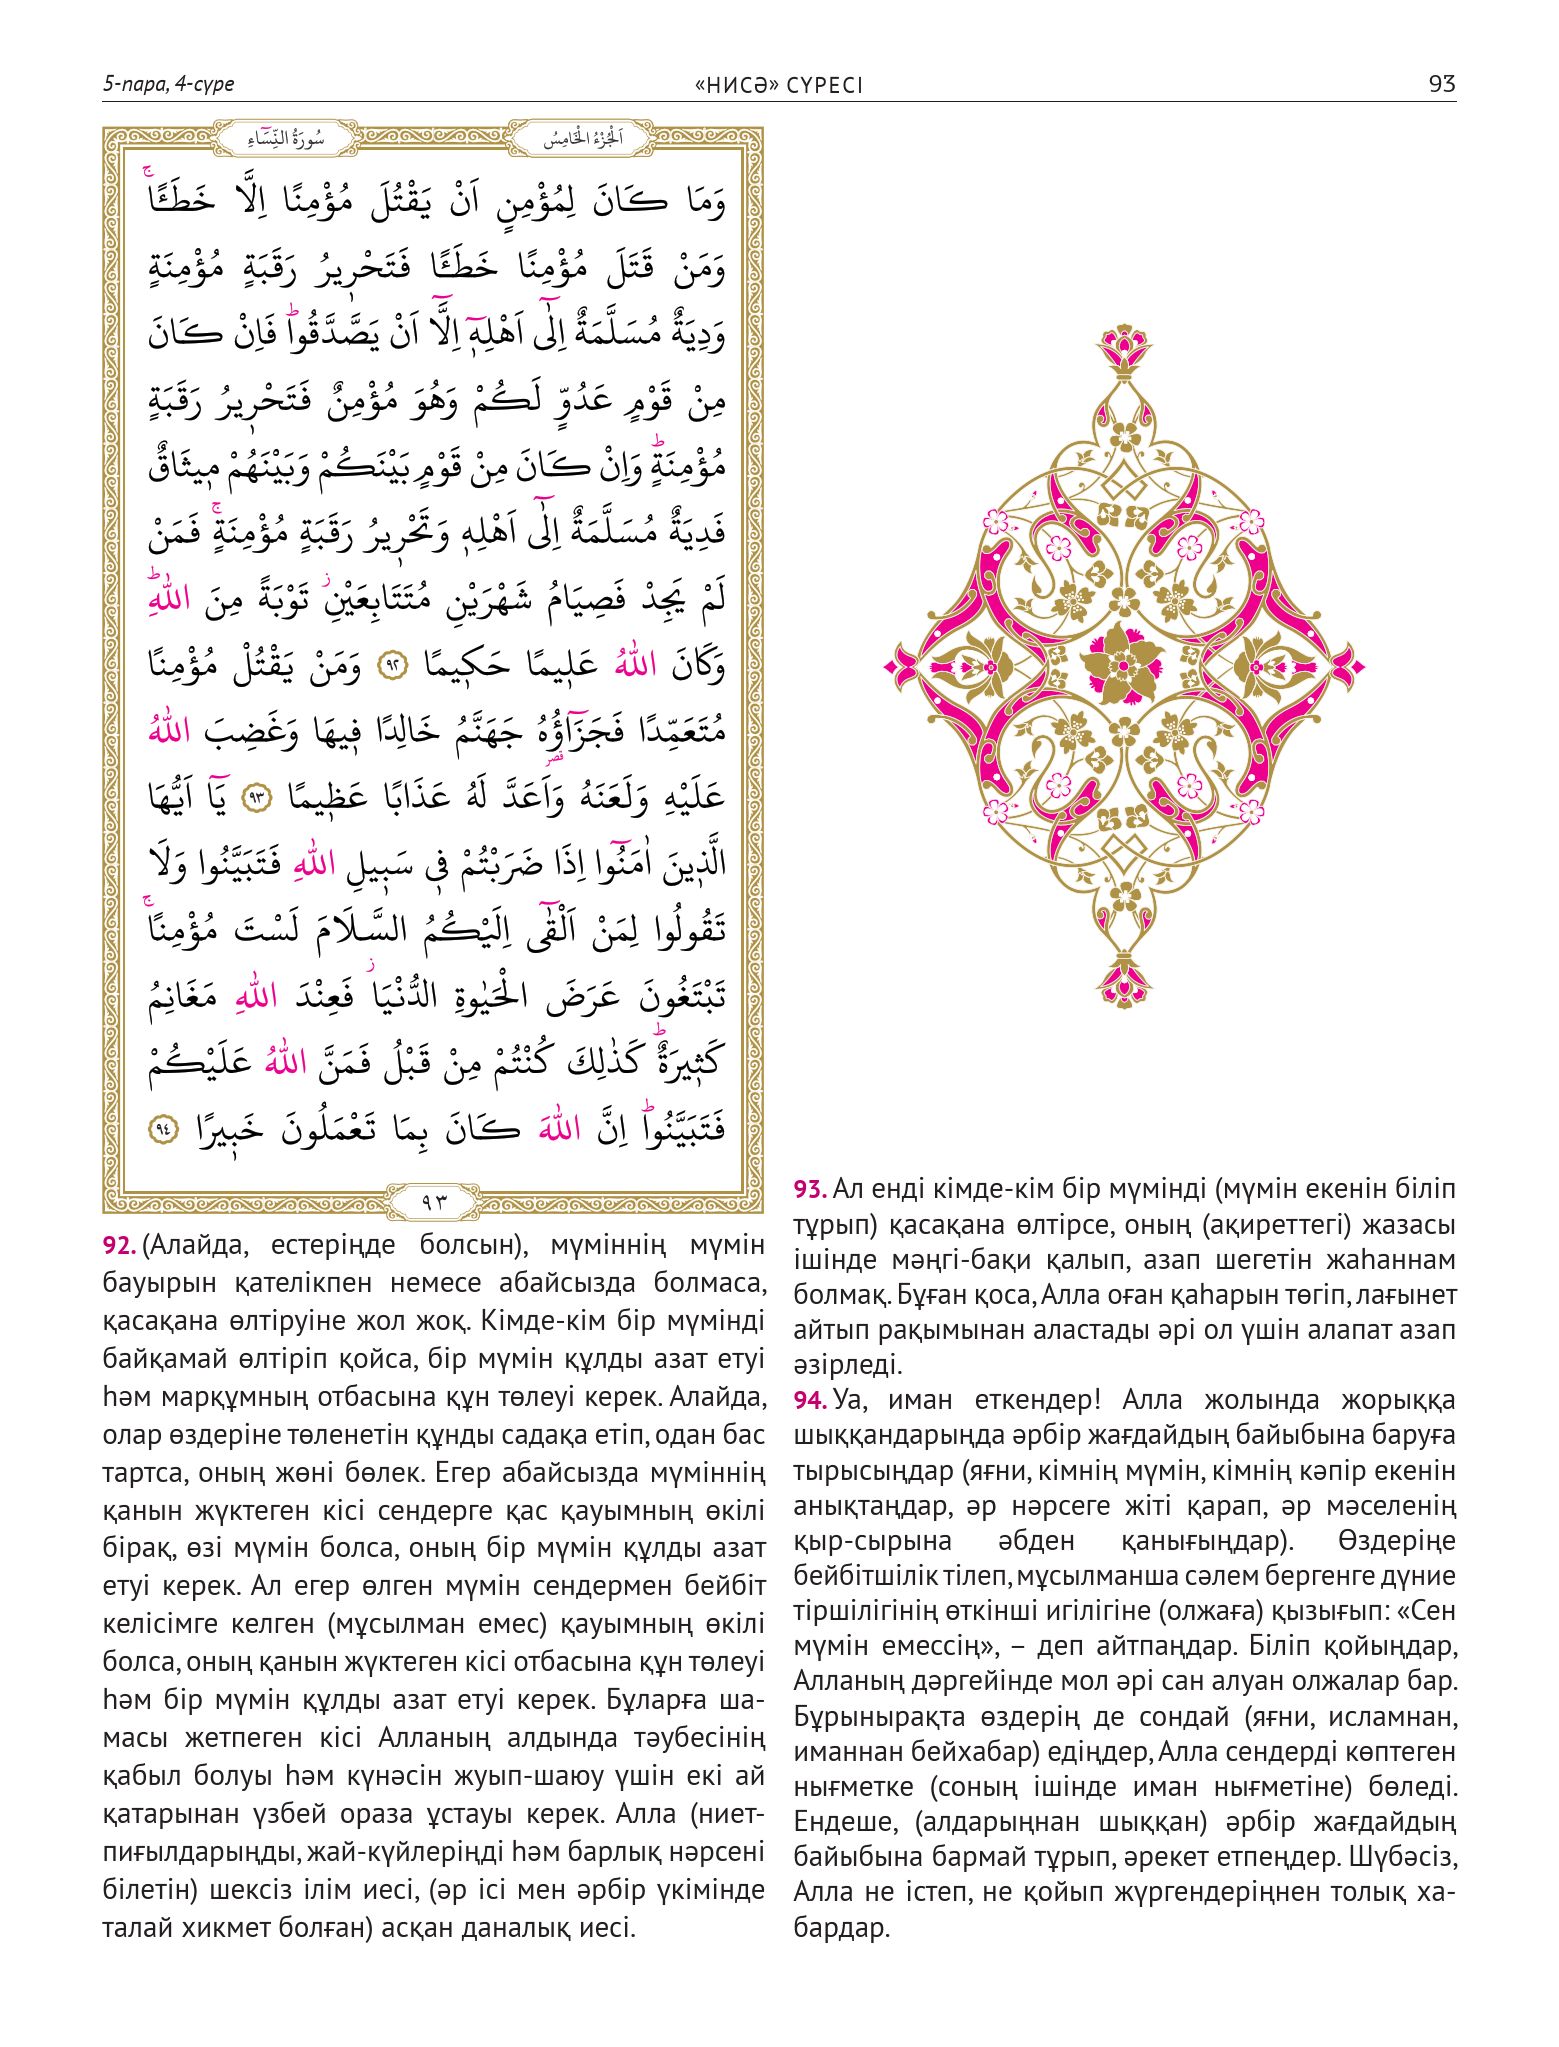 5-пара, 4-сүре
«НИСӘ» СҮРЕСІ
93
اَلْجُزْءُ الْخَامِسُ
سُورَةُ النِّسَٓاءِ
وَمَا كَانَ لِمُؤْمِنٍ اَنْ يَقْتُلَ مُؤْمِنًا اِلَّا خَطَـًٔاۚ
وَمَنْ قَتَلَ مُؤْمِنًا خَطَـًٔا فَتَحْر۪يرُ رَقَبَةٍ مُؤْمِنَةٍ
وَدِيَةٌ مُسَلَّمَةٌ اِلٰٓى اَهْلِه۪ٓ اِلَّٓا اَنْ يَصَّدَّقُواۜ فَاِنْ كَانَ
مِنْ قَوْمٍ عَدُوٍّ لَكُمْ وَهُوَ مُؤْمِنٌ فَتَحْر۪يرُ رَقَبَةٍ
مُؤْمِنَةٍۜ وَاِنْ كَانَ مِنْ قَوْمٍ بَيْنَكُمْ وَبَيْنَهُمْ م۪يثَاقٌ
فَدِيَةٌ مُسَلَّمَةٌ اِلٰٓى اَهْلِه۪ وَتَحْر۪يرُ رَقَبَةٍ مُؤْمِنَةٍۚ فَمَنْ
لَمْ يَجِدْ فَصِيَامُ شَهْرَيْنِ مُتَتَابِعَيْنِۘ تَوْبَةً مِنَ اللّٰهِۜ
وَكَانَ اللّٰهُ عَل۪يمًا حَك۪يمًا ﴿٩٢﴾ وَمَنْ يَقْتُلْ مُؤْمِنًا
مُتَعَمِّدًا فَجَزَٓاؤُ۬هُ جَهَنَّمُ خَالِدًا ف۪يهَا وَغَضِبَ اللّٰهُ
عَلَيْهِ وَلَعَنَهُ وَاَعَدَّ لَهُ عَذَابًا عَظ۪يمًا ﴿٩٣﴾ يَٓا اَيُّهَا
الَّذ۪ينَ اٰمَنُٓوا اِذَا ضَرَبْتُمْ ف۪ي سَب۪يلِ اللّٰهِ فَتَبَيَّنُوا وَلَا
تَقُولُوا لِمَنْ اَلْقٰٓى اِلَيْكُمُ السَّلَامَ لَسْتَ مُؤْمِنًاۚ
تَبْتَغُونَ عَرَضَ الْحَيٰوةِ الدُّنْيَاۘ فَعِنْدَ اللّٰهِ مَغَانِمُ
كَث۪يرَةٌۜ كَذٰلِكَ كُنْتُمْ مِنْ قَبْلُ فَمَنَّ اللّٰهُ عَلَيْكُمْ
فَتَبَيَّنُواۜ اِنَّ اللّٰهَ كَانَ بِمَا تَعْمَلُونَ خَب۪يرًا ﴿٩٤﴾
٩٣
92. (Алайда, естеріңде болсын), мүміннің мүмін
бауырын қателікпен немесе абайсызда болмаса,
қасақана өлтіруіне жол жоқ. Кімде-кім бір мүмінді
байқамай өлтіріп қойса, бір мүмін құлды азат етуі
һәм марқұмның отбасына құн төлеуі керек. Алайда,
олар өздеріне төленетін құнды садақа етіп, одан бас
тартса, оның жөні бөлек. Егер абайсызда мүміннің
қанын жүктеген кісі сендерге қас қауымның өкілі
бірақ, өзі мүмін болса, оның бір мүмін құлды азат
етуі керек. Ал егер өлген мүмін сендермен бейбіт
келісімге келген (мұсылман емес) қауымның өкілі
болса, оның қанын жүктеген кісі отбасына құн төлеуі
һәм бір мүмін құлды азат етуі керек. Бұларға ша-
масы жетпеген кісі Алланың алдында тәубесінің
қабыл болуы һәм күнәсін жуып-шаюу үшін екі ай
қатарынан үзбей ораза ұстауы керек. Алла (ниет-
пиғылдарыңды, жай-күйлеріңді һәм барлық нәрсені
білетін) шексіз ілім иесі, (әр ісі мен әрбір үкімінде
талай хикмет болған) асқан даналық иесі.
93. Ал енді кімде-кім бір мүмінді (мүмін екенін біліп
тұрып) қасақана өлтірсе, оның (ақиреттегі) жазасы
ішінде мәңгі-бақи қалып, азап шегетін жаһаннам
болмақ. Бұған қоса, Алла оған қаһарын төгіп, лағынет
айтып рақымынан аластады әрі ол үшін алапат азап
әзірледі.
94. Уа, иман еткендер! Алла жолында жорыққа
шыққандарыңда әрбір жағдайдың байыбына баруға
тырысыңдар (яғни, кімнің мүмін, кімнің кәпір екенін
анықтаңдар, әр нәрсеге жіті қарап, әр мәселенің
қыр-сырына әбден қанығыңдар). Өздеріңе
бейбітшілік тілеп, мұсылманша сәлем бергенге дүние
тіршілігінің өткінші игілігіне (олжаға) қызығып: «Сен
мүмін емессің», – деп айтпаңдар. Біліп қойыңдар,
Алланың дәргейінде мол әрі сан алуан олжалар бар.
Бұрынырақта өздерің де сондай (яғни, исламнан,
иманнан бейхабар) едіңдер, Алла сендерді көптеген
нығметке (соның ішінде иман нығметіне) бөледі.
Ендеше, (алдарыңнан шыққан) әрбір жағдайдың
байыбына бармай тұрып, әрекет етпеңдер. Шүбәсіз,
Алла не істеп, не қойып жүргендеріңнен толық ха-
бардар.